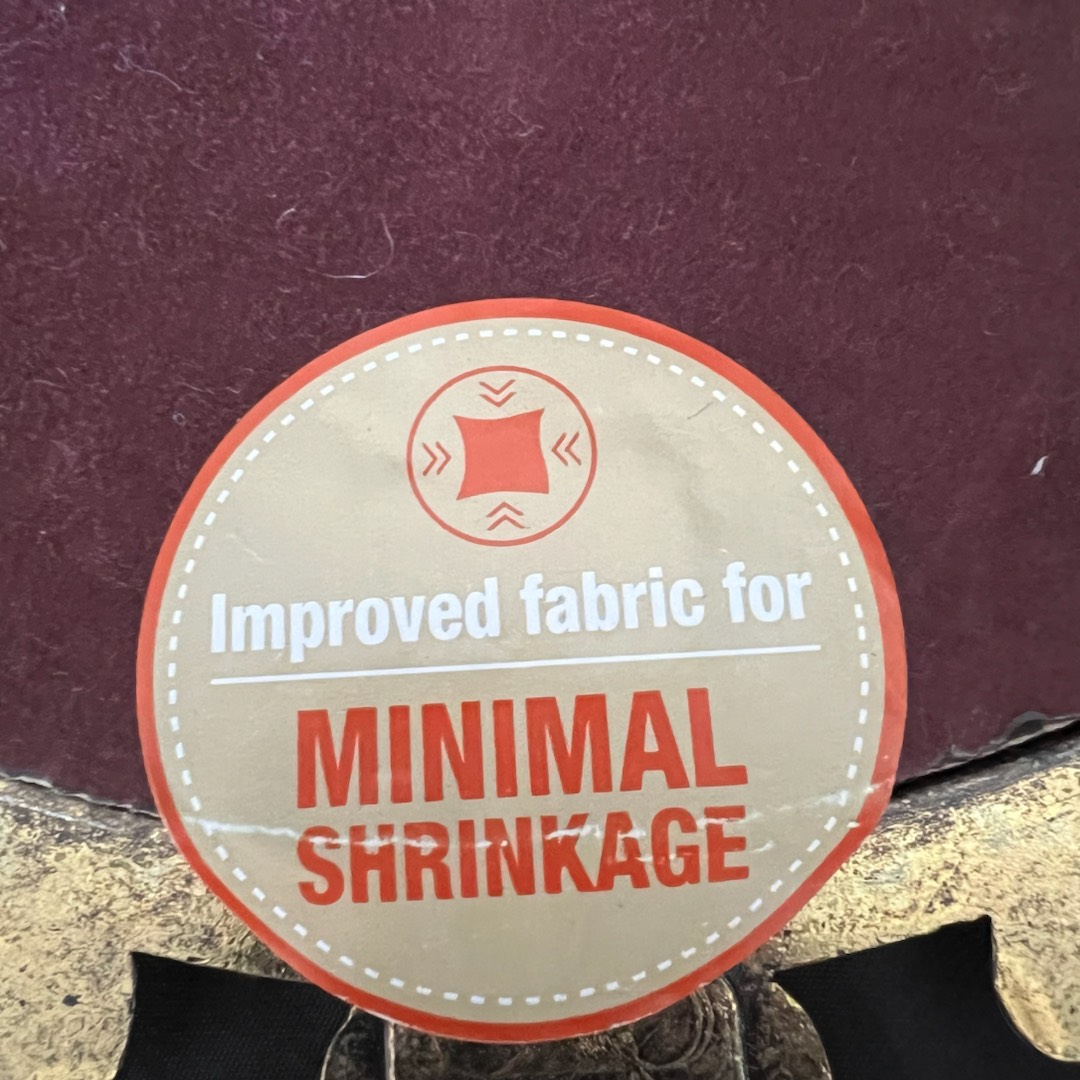 Improved fabric for
MINIMAL
SHRINKAGE